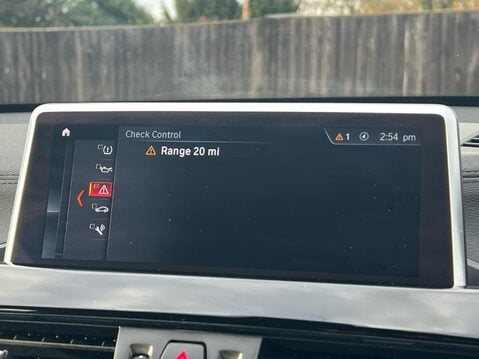 Check Control
1
2:54 pm
Range 20 mi